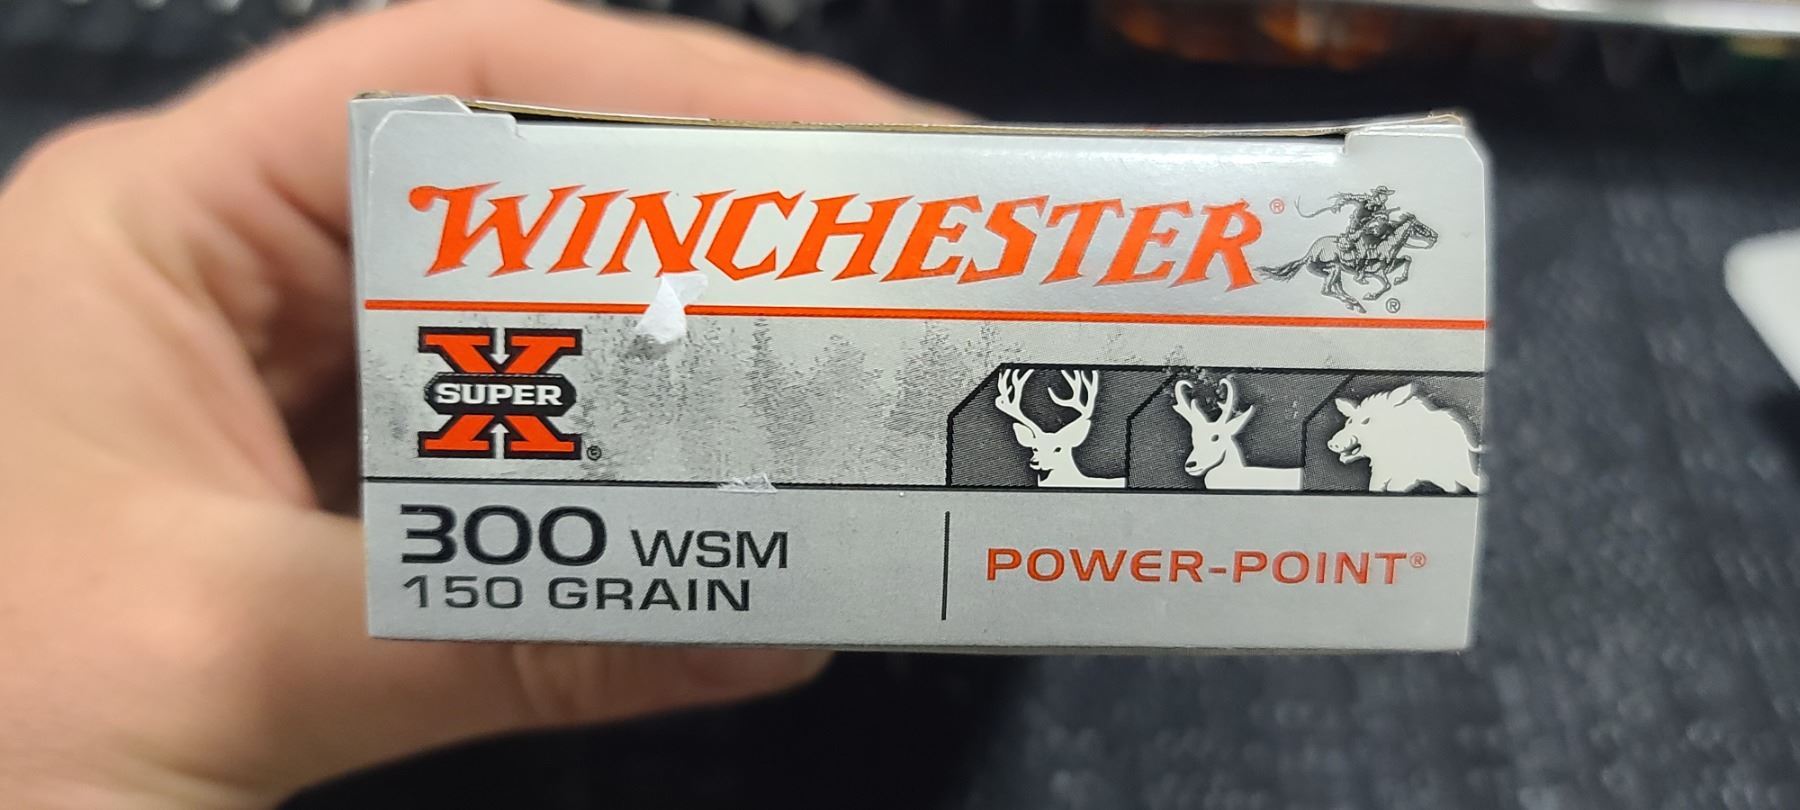 WINCHESTER®
®
X
SUPER
®
300 WSM
150 GRAIN
POWER-POINT®